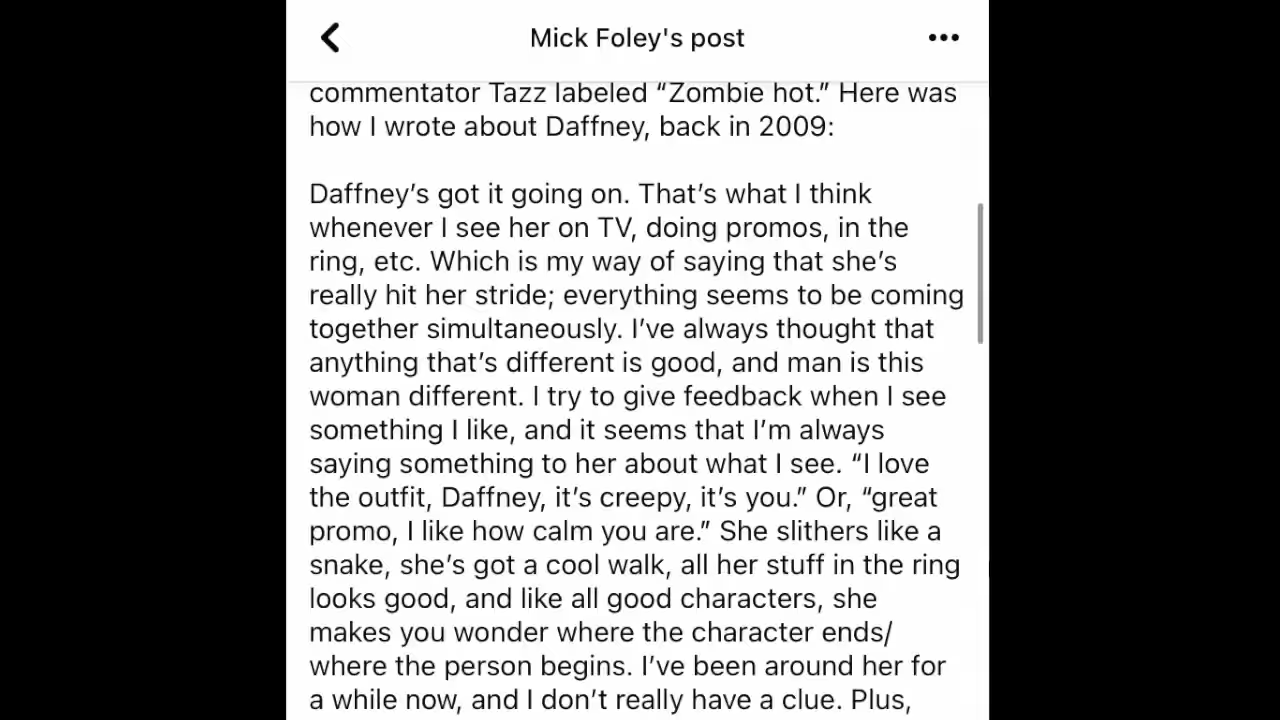 Mick Foley's post
commentator Tazz labeled “Zombie hot.” Here was
how I wrote about Daffney, back in 2009:
Daffney’s got it going on. That’s what I think
whenever I see her on TV, doing promos, in the
ring, etc. Which is my way of saying that she’s
really hit her stride; everything seems to be coming
together simultaneously. I’ve always thought that
anything that’s different is good, and man is this
woman different. I try to give feedback when I see
something I like, and it seems that I’m always
saying something to her about what I see. “I love
the outfit, Daffney, it’s creepy, it’s you.” Or, “great
promo, I like how calm you are.” She slithers like a
snake, she’s got a cool walk, all her stuff in the ring
looks good, and like all good characters, she
makes you wonder where the character ends/
where the person begins. I’ve been around her for
a while now, and I don’t really have a clue. Plus,